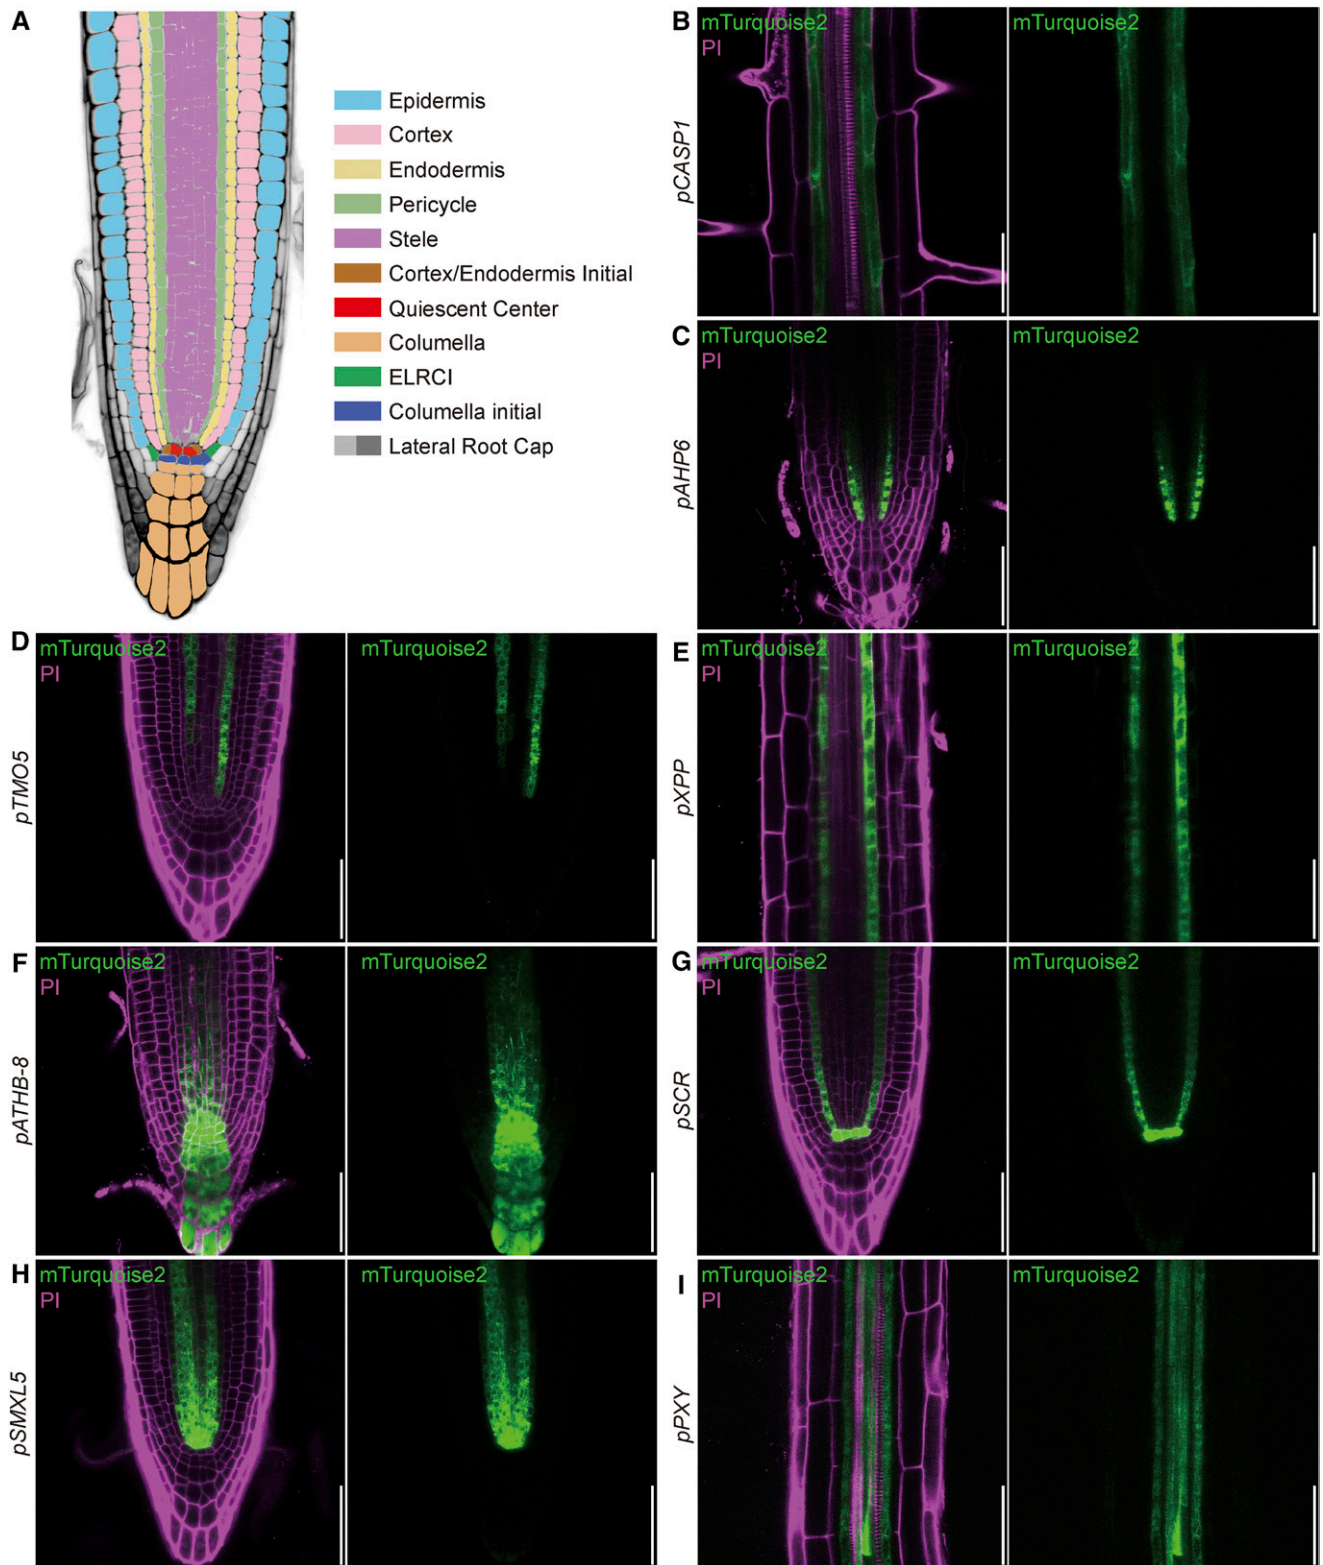 A
Epidermis
Cortex
Endodermis
Pericycle
Stele
Cortex/Endodermis Initial
Quiescent Center
Columella
ELRCI
Columella initial
Lateral Root Cap
B
mTurquoise2
PI
mTurquoise2
pCASP1
C
mTurquoise2
PI
mTurquoise2
pAHP6
D
mTurquoise2
PI
mTurquoise2
pTMO5
E
mTurquoise2
PI
mTurquoise2
pXPP
F
mTurquoise2
PI
mTurquoise2
pATHB-8
G
mTurquoise2
PI
mTurquoise2
pSCR
H
mTurquoise2
PI
mTurquoise2
pSMXL5
I
mTurquoise2
PI
mTurquoise2
pPXY